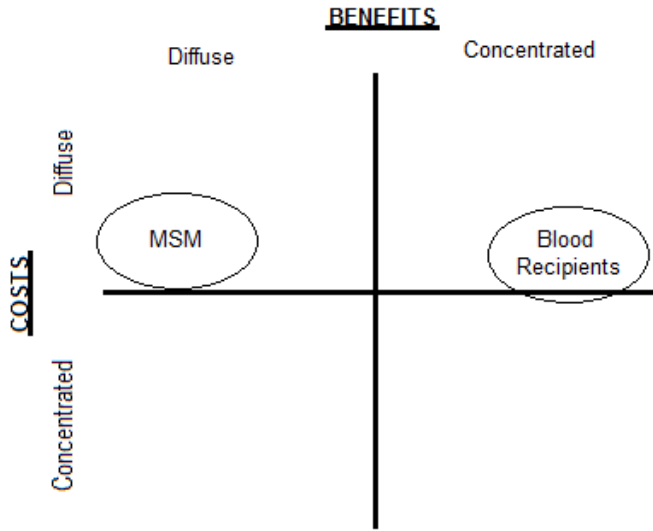 BENEFITS
Diffuse
Concentrated
Diffuse
MSM
Blood
Recipients
COSTS
Concentrated